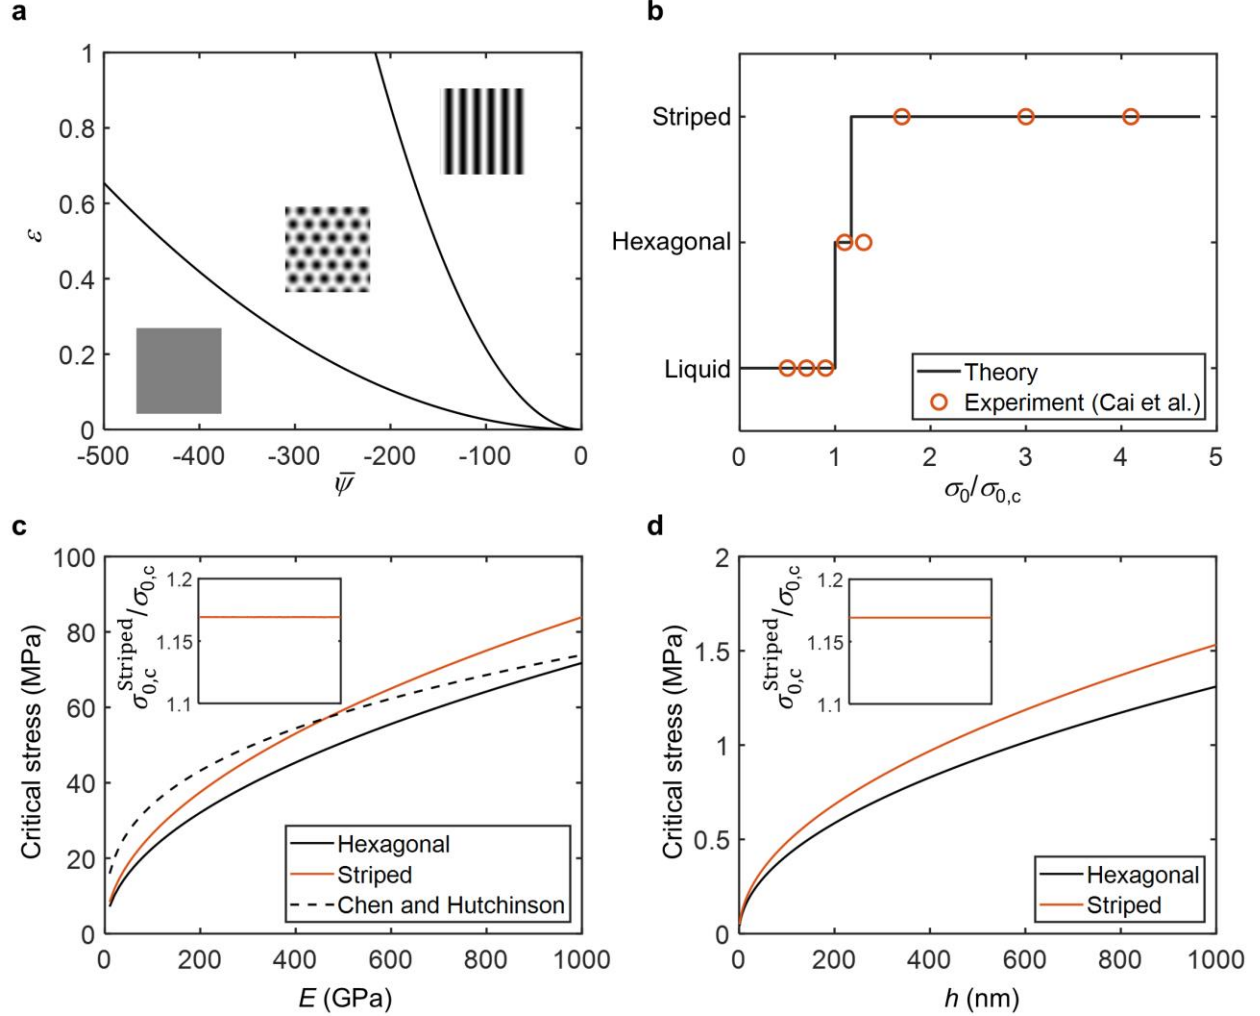 a
1
0.8
0.6
0.4
0.2
0
ε
-500 -400 -300 -200 -100 0
ψ̅
b
Striped
Hexagonal
Liquid
Theory
Experiment (Cai et al.)
0 1 2 3 4 5
σ0/σ0,c
c
100
80
60
40
20
0
Critical stress (MPa)
1.2
1.15
1.1
σ0,c^Striped/σ0,c
Hexagonal
Striped
Chen and Hutchinson
0 200 400 600 800 1000
E (GPa)
d
2
1.5
1
0.5
0
Critical stress (MPa)
1.2
1.15
1.1
σ0,c^Striped/σ0,c
Hexagonal
Striped
0 200 400 600 800 1000
h (nm)